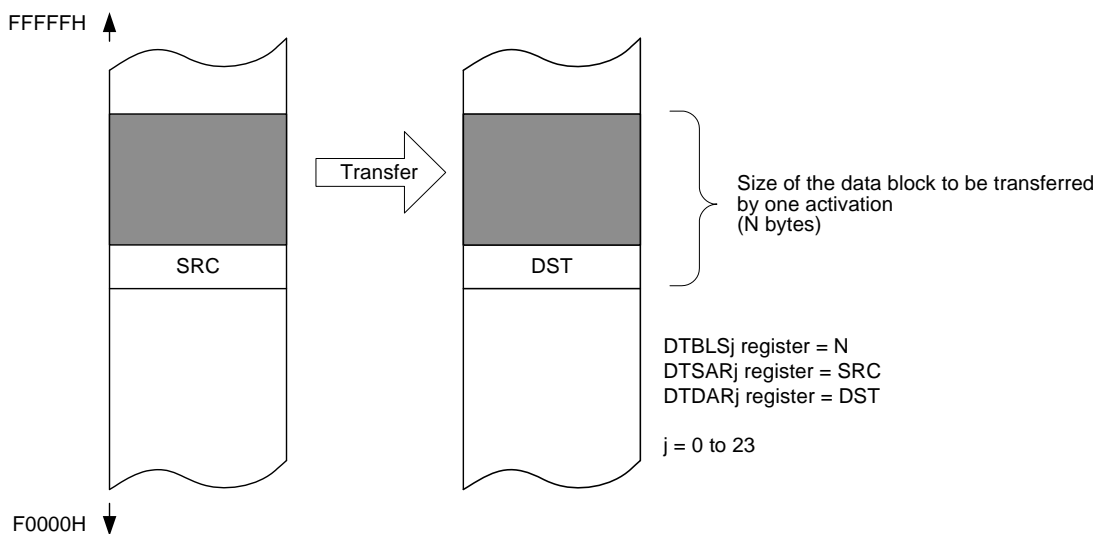 FFFFFH
Transfer
Size of the data block to be transferred
by one activation
(N bytes)
SRC
DST
DTBLSj register = N
DTSARj register = SRC
DTDARj register = DST
j = 0 to 23
F0000H